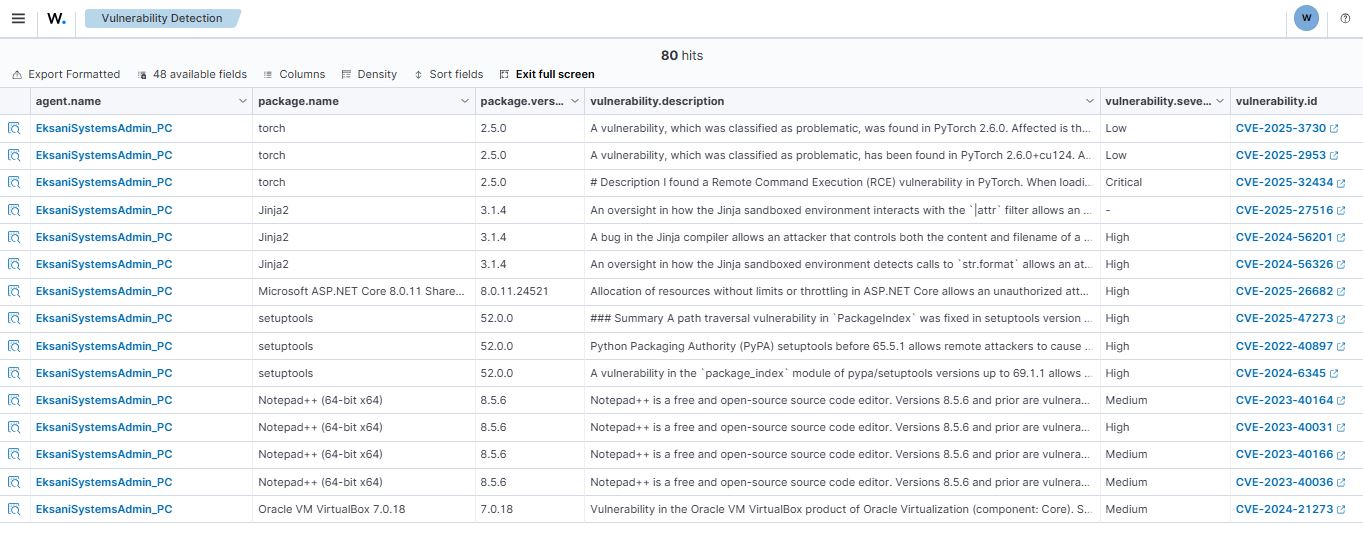 W. Vulnerability Detection W
80 hits
Export Formatted 48 available fields Columns Density Sort fields Exit full screen
agent.name package.name package.vers... vulnerability.description vulnerability.seve... vulnerability.id
EksaniSystemsAdmin_PC torch 2.5.0 A vulnerability, which was classified as problematic, was found in PyTorch 2.6.0. Affected is th... Low CVE-2025-3730
EksaniSystemsAdmin_PC torch 2.5.0 A vulnerability, which was classified as problematic, has been found in PyTorch 2.6.0+cu124. A... Low CVE-2025-2953
EksaniSystemsAdmin_PC torch 2.5.0 # Description I found a Remote Command Execution (RCE) vulnerability in PyTorch. When loadi... Critical CVE-2025-32434
EksaniSystemsAdmin_PC Jinja2 3.1.4 An oversight in how the Jinja sandboxed environment interacts with the `|attr` filter allows an ... - CVE-2025-27516
EksaniSystemsAdmin_PC Jinja2 3.1.4 A bug in the Jinja compiler allows an attacker that controls both the content and filename of a ... High CVE-2024-56201
EksaniSystemsAdmin_PC Jinja2 3.1.4 An oversight in how the Jinja sandboxed environment detects calls to `str.format` allows an at... High CVE-2024-56326
EksaniSystemsAdmin_PC Microsoft ASP.NET Core 8.0.11 Share... 8.0.11.24521 Allocation of resources without limits or throttling in ASP.NET Core allows an unauthorized att... High CVE-2025-26682
EksaniSystemsAdmin_PC setuptools 52.0.0 ### Summary A path traversal vulnerability in `PackageIndex` was fixed in setuptools version ... High CVE-2025-47273
EksaniSystemsAdmin_PC setuptools 52.0.0 Python Packaging Authority (PyPA) setuptools before 65.5.1 allows remote attackers to cause ... High CVE-2022-40897
EksaniSystemsAdmin_PC setuptools 52.0.0 A vulnerability in the `package_index` module of pypa/setuptools versions up to 69.1.1 allows ... High CVE-2024-6345
EksaniSystemsAdmin_PC Notepad++ (64-bit x64) 8.5.6 Notepad++ is a free and open-source source code editor. Versions 8.5.6 and prior are vulnera... Medium CVE-2023-40164
EksaniSystemsAdmin_PC Notepad++ (64-bit x64) 8.5.6 Notepad++ is a free and open-source source code editor. Versions 8.5.6 and prior are vulnera... High CVE-2023-40031
EksaniSystemsAdmin_PC Notepad++ (64-bit x64) 8.5.6 Notepad++ is a free and open-source source code editor. Versions 8.5.6 and prior are vulnera... Medium CVE-2023-40166
EksaniSystemsAdmin_PC Notepad++ (64-bit x64) 8.5.6 Notepad++ is a free and open-source source code editor. Versions 8.5.6 and prior are vulnera... Medium CVE-2023-40036
EksaniSystemsAdmin_PC Oracle VM VirtualBox 7.0.18 7.0.18 Vulnerability in the Oracle VM VirtualBox product of Oracle Virtualization (component: Core). S... Medium CVE-2024-21273